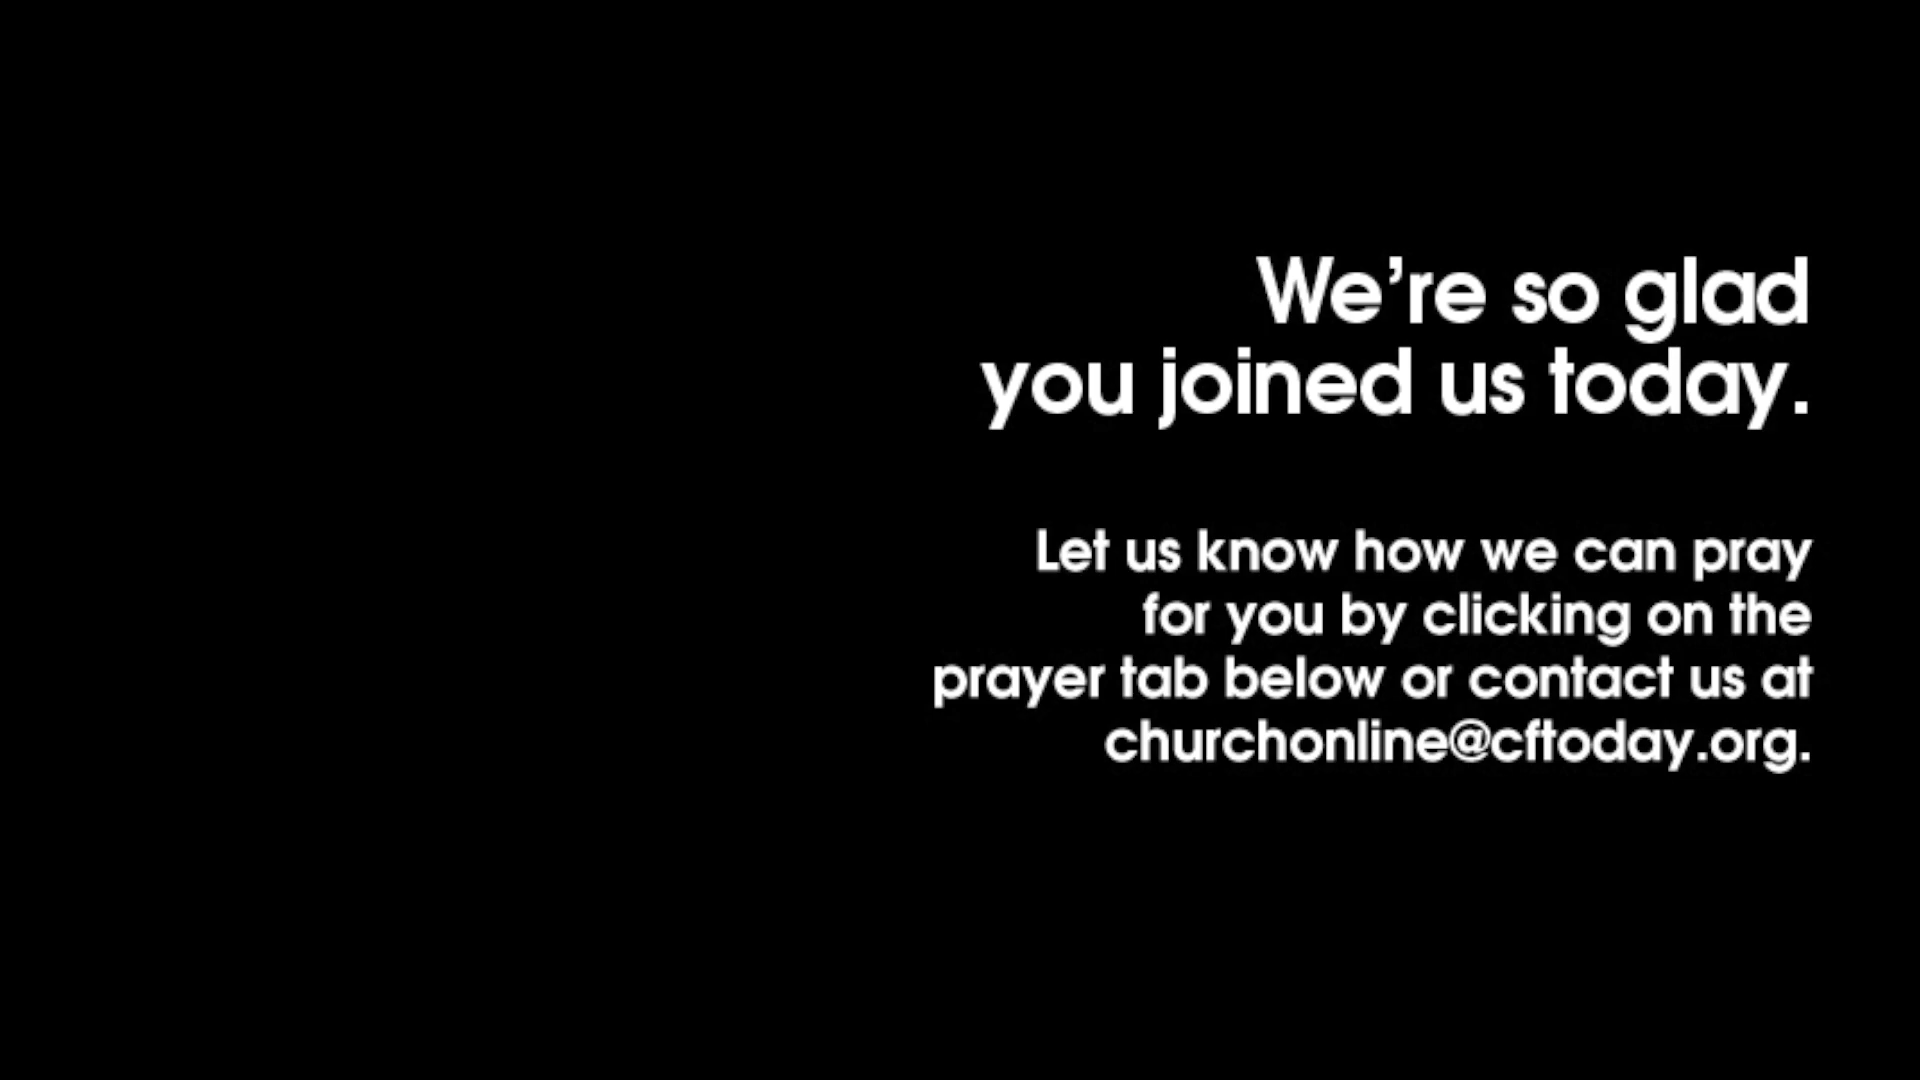 We’re so glad
you joined us today.
Let us know how we can pray
for you by clicking on the
prayer tab below or contact us at
churchonline@cftoday.org.